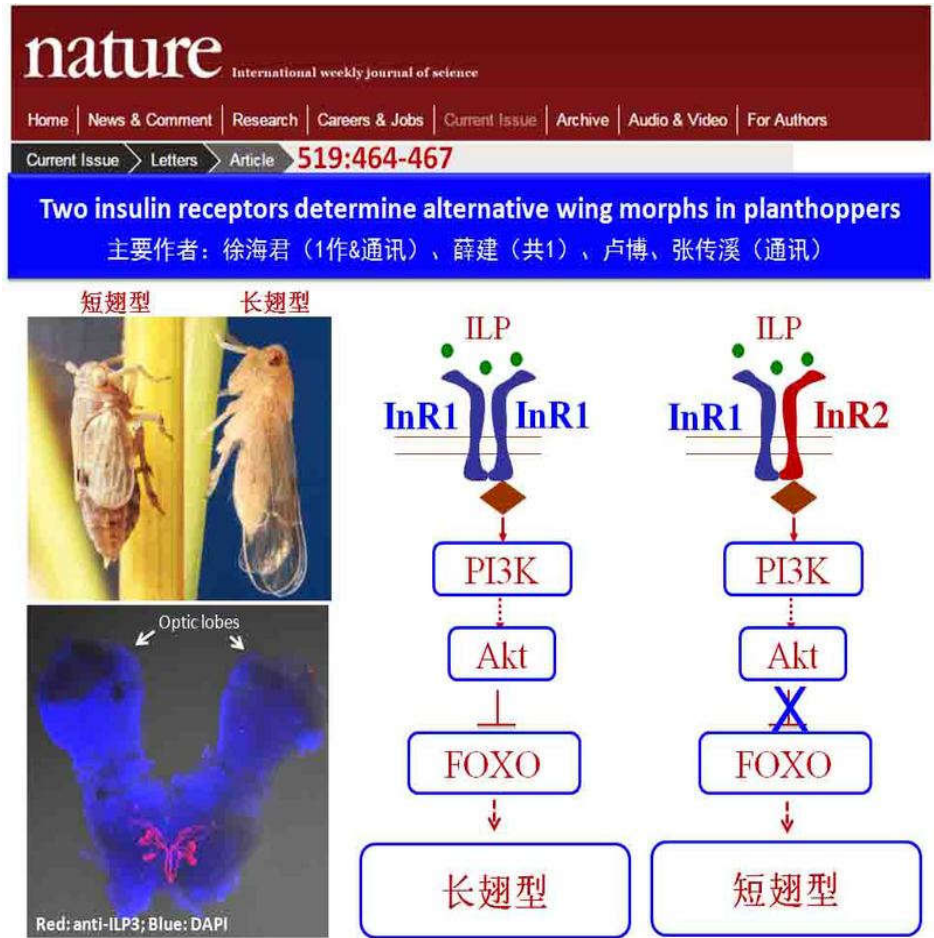 nature International weekly journal of science
Home | News & Comment | Research | Careers & Jobs | Current Issue | Archive | Audio & Video | For Authors
Current Issue Letters Article 519:464-467
Two insulin receptors determine alternative wing morphs in planthoppers
主要作者：徐海君（1作&通讯）、薛建（共1）、卢博、张传溪（通讯）
短翅型 长翅型
Optic lobes
Red: anti-ILP3; Blue: DAPI
ILP
InR1 InR1
PI3K
Akt
FOXO
长翅型
ILP
InR1 InR2
PI3K
Akt
X
FOXO
短翅型